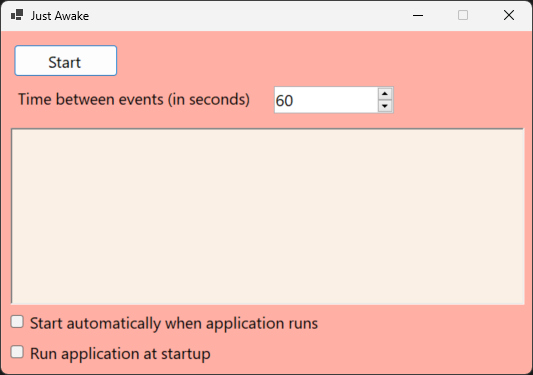 Just Awake
Start
Time between events (in seconds)
60
Start automatically when application runs
Run application at startup